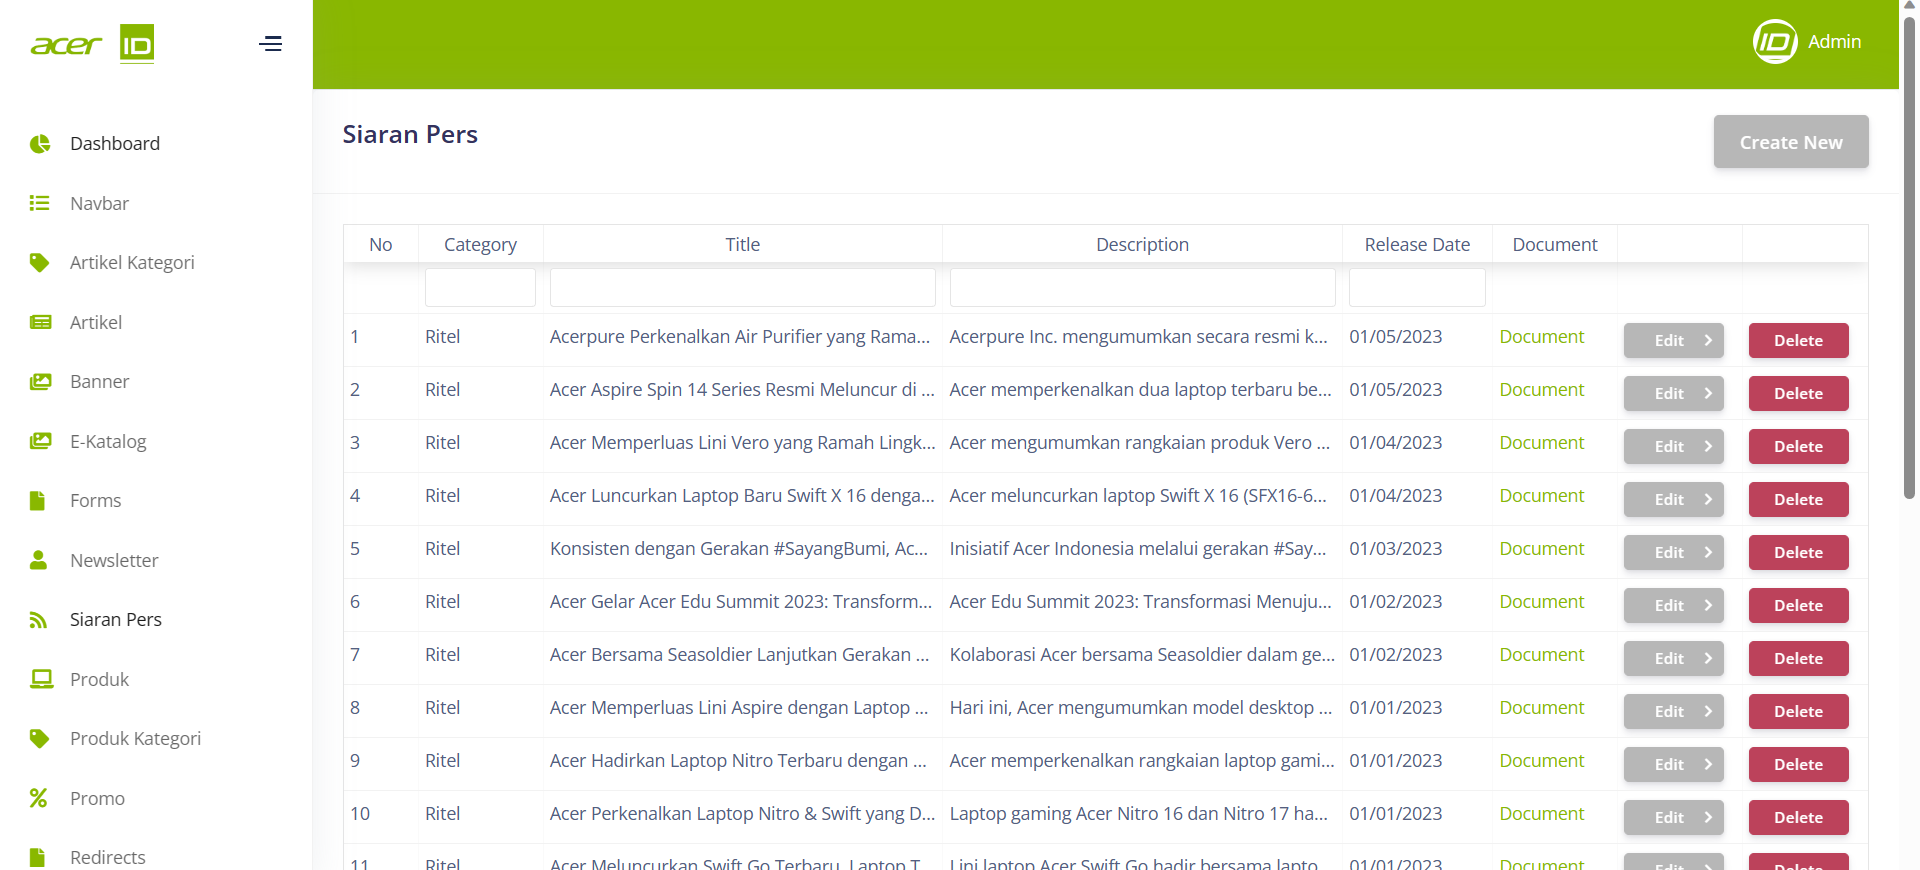 acer ID
Admin
Dashboard
Navbar
Artikel Kategori
Artikel
Banner
E-Katalog
Forms
Newsletter
Siaran Pers
Produk
Produk Kategori
Promo
Redirects
Siaran Pers
Create New
No Category Title Description Release Date Document
1 Ritel Acerpure Perkenalkan Air Purifier yang Rama... Acerpure Inc. mengumumkan secara resmi k... 01/05/2023 Document Edit Delete
2 Ritel Acer Aspire Spin 14 Series Resmi Meluncur di ... Acer memperkenalkan dua laptop terbaru be... 01/05/2023 Document Edit Delete
3 Ritel Acer Memperluas Lini Vero yang Ramah Lingk... Acer mengumumkan rangkaian produk Vero ... 01/04/2023 Document Edit Delete
4 Ritel Acer Luncurkan Laptop Baru Swift X 16 denga... Acer meluncurkan laptop Swift X 16 (SFX16-6... 01/04/2023 Document Edit Delete
5 Ritel Konsisten dengan Gerakan #SayangBumi, Ac... Inisiatif Acer Indonesia melalui gerakan #Say... 01/03/2023 Document Edit Delete
6 Ritel Acer Gelar Acer Edu Summit 2023: Transform... Acer Edu Summit 2023: Transformasi Menuju... 01/02/2023 Document Edit Delete
7 Ritel Acer Bersama Seasoldier Lanjutkan Gerakan ... Kolaborasi Acer bersama Seasoldier dalam ge... 01/02/2023 Document Edit Delete
8 Ritel Acer Memperluas Lini Aspire dengan Laptop ... Hari ini, Acer mengumumkan model desktop ... 01/01/2023 Document Edit Delete
9 Ritel Acer Hadirkan Laptop Nitro Terbaru dengan ... Acer memperkenalkan rangkaian laptop gami... 01/01/2023 Document Edit Delete
10 Ritel Acer Perkenalkan Laptop Nitro & Swift yang D... Laptop gaming Acer Nitro 16 dan Nitro 17 ha... 01/01/2023 Document Edit Delete
11 Ritel Acer Meluncurkan Swift Go Terbaru, Laptop T... Lini laptop Acer Swift Go hadir bersama lapto... 01/01/2023 Document Edit Delete